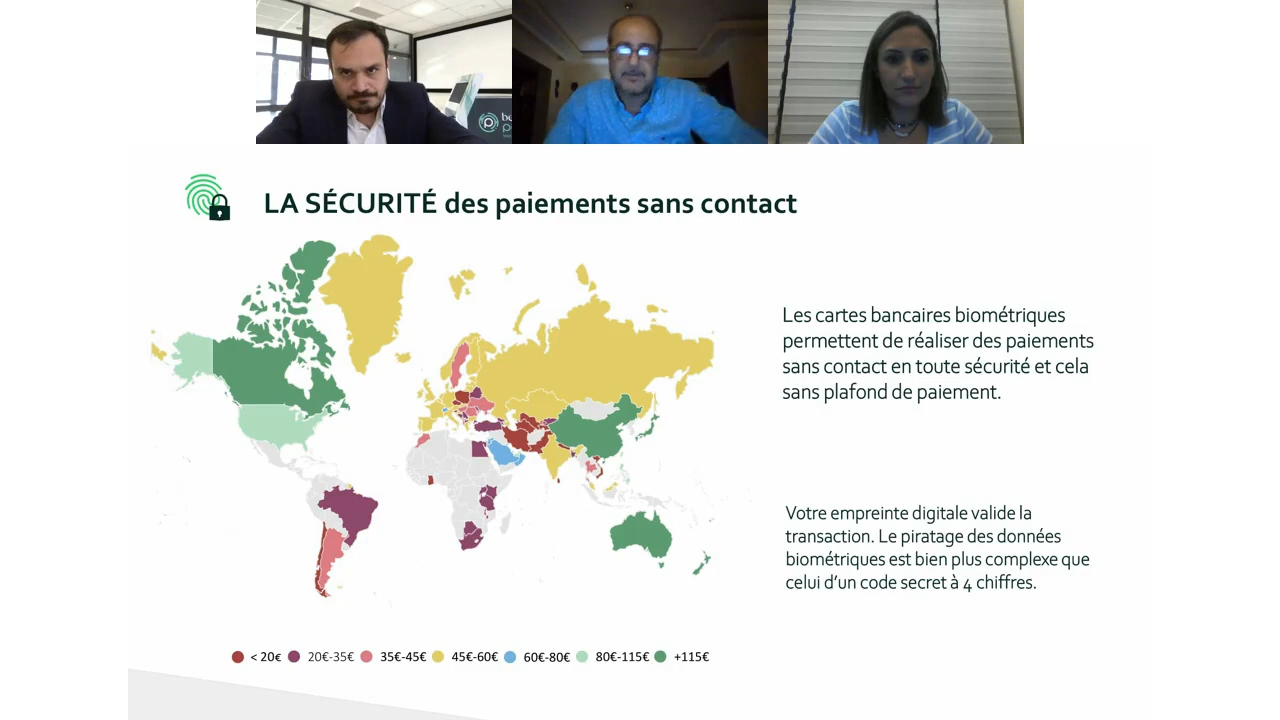 LA SÉCURITÉ des paiements sans contact
Les cartes bancaires biométriques
permettent de réaliser des paiements
sans contact en toute sécurité et cela
sans plafond de paiement.
Votre empreinte digitale valide la
transaction. Le piratage des données
biométriques est bien plus complexe que
celui d'un code secret à 4 chiffres.
< 20€ 20€-35€ 35€-45€ 45€-60€ 60€-80€ 80€-115€ +115€